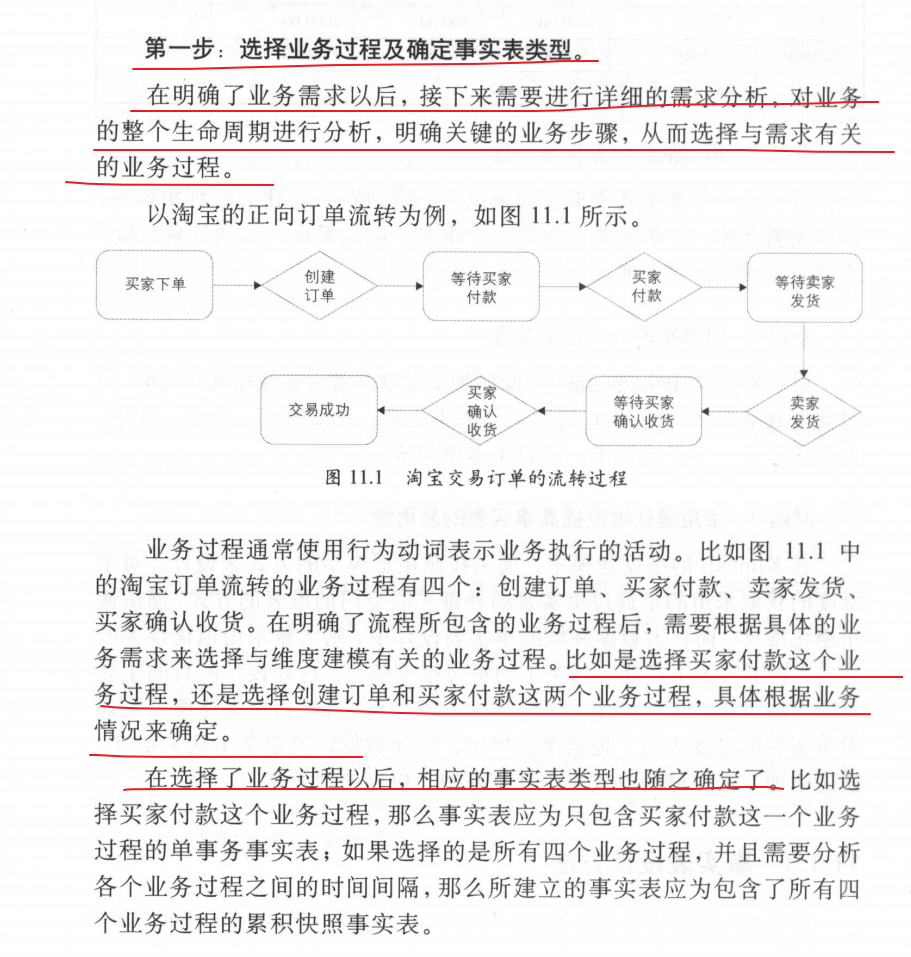 第一步：选择业务过程及确定事实表类型。
在明确了业务需求以后，接下来需要进行详细的需求分析，对业务
的整个生命周期进行分析，明确关键的业务步骤，从而选择与需求有关
的业务过程。
以淘宝的正向订单流转为例，如图 11.1 所示。
买家下单
创建
订单
等待买家
付款
买家
付款
等待卖家
发货
交易成功
买家
确认
收货
等待买家
确认收货
卖家
发货
图 11.1 淘宝交易订单的流转过程
业务过程通常使用行为动词表示业务执行的活动。比如图 11.1 中
的淘宝订单流转的业务过程有四个：创建订单、买家付款、卖家发货、
买家确认收货。在明确了流程所包含的业务过程后，需要根据具体的业
务需求来选择与维度建模有关的业务过程。比如是选择买家付款这个业
务过程，还是选择创建订单和买家付款这两个业务过程，具体根据业务
情况来确定。
在选择了业务过程以后，相应的事实表类型也随之确定了。比如选
择买家付款这个业务过程，那么事实表应为只包含买家付款这一个业务
过程的单事务事实表；如果选择的是所有四个业务过程，并且需要分析
各个业务过程之间的时间间隔，那么所建立的事实表应为包含了所有四
个业务过程的累积快照事实表。